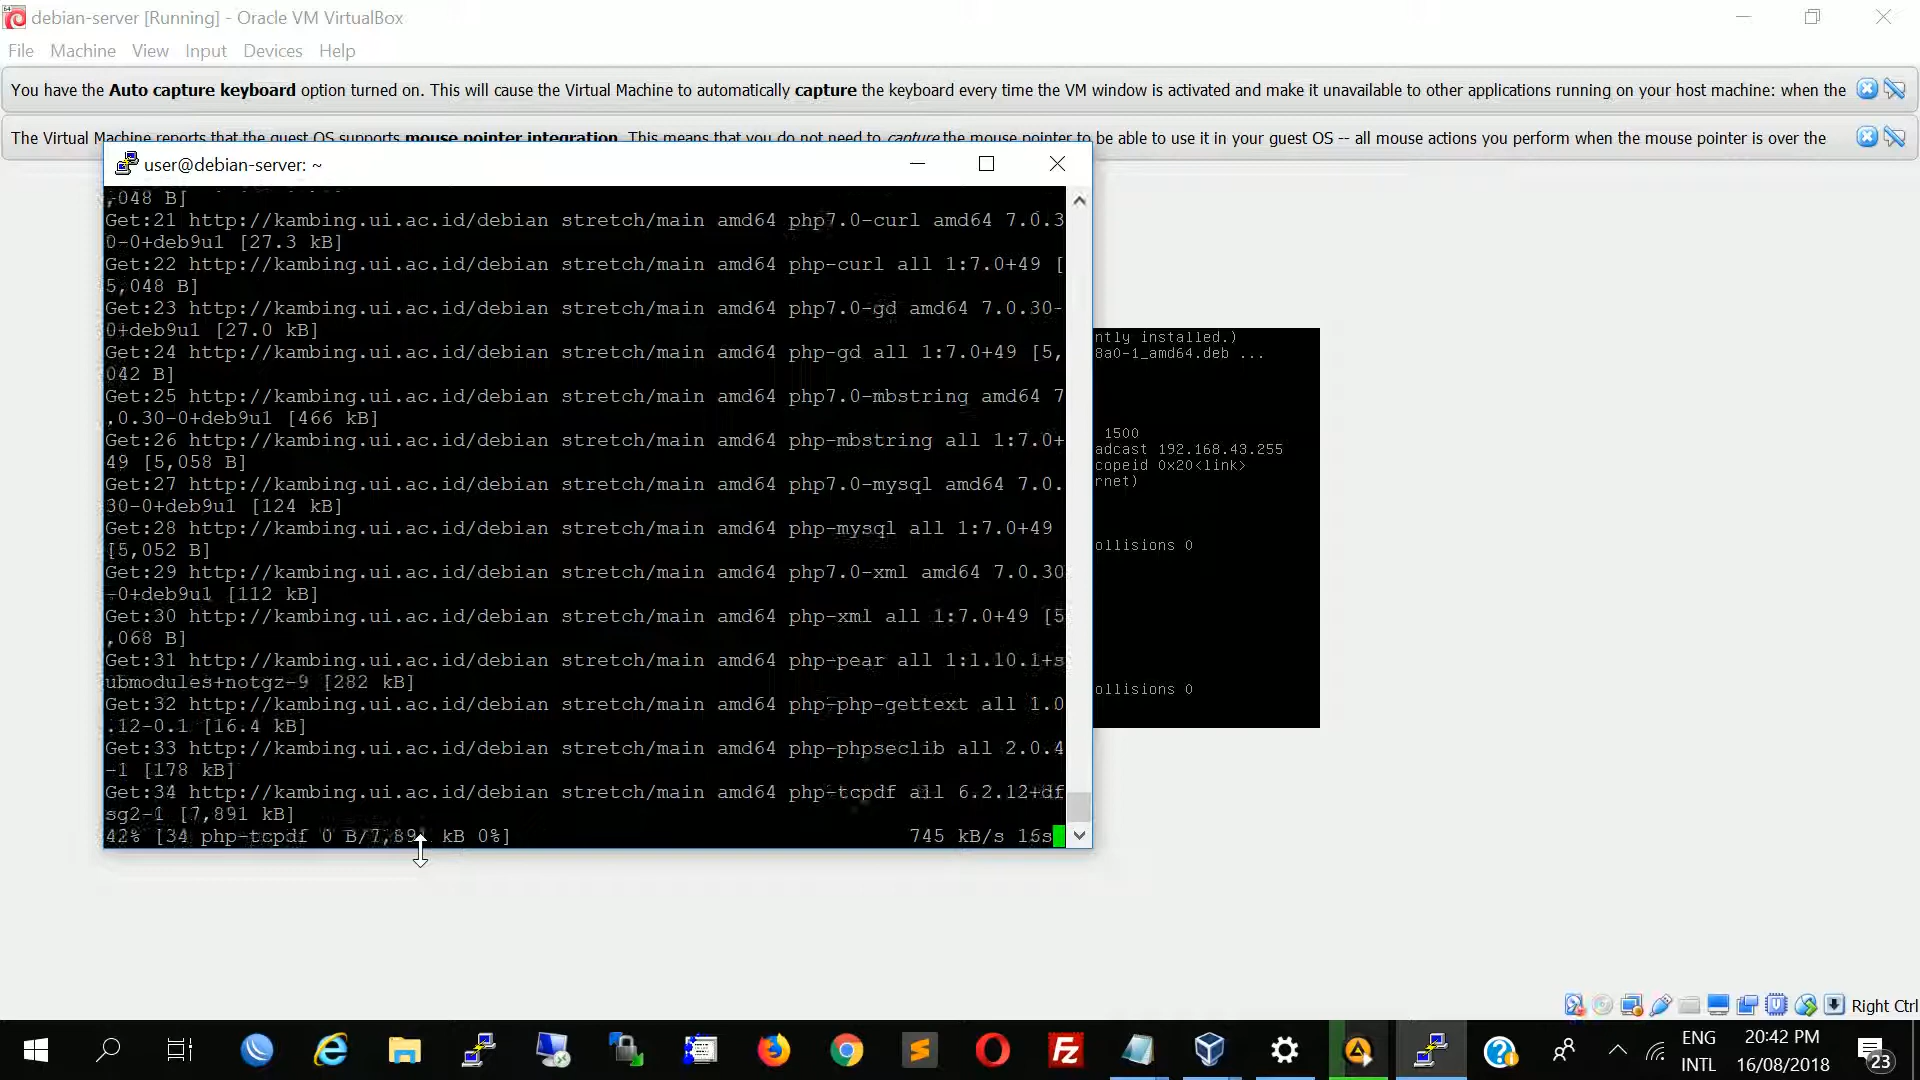 debian-server [Running] - Oracle VM VirtualBox
File Machine View Input Devices Help
You have the Auto capture keyboard option turned on. This will cause the Virtual Machine to automatically capture the keyboard every time the VM window is activated and make it unavailable to other applications running on your host machine: when the
The Virtual Machine reports that the guest OS supports mouse pointer integration. This means that you do not need to capture the mouse pointer to be able to use it in your guest OS -- all mouse actions you perform when the mouse pointer is over the
user@debian-server: ~
,048 B]
Get:21 http://kambing.ui.ac.id/debian stretch/main amd64 php7.0-curl amd64 7.0.3
0-0+deb9u1 [27.3 kB]
Get:22 http://kambing.ui.ac.id/debian stretch/main amd64 php-curl all 1:7.0+49 [
5,048 B]
Get:23 http://kambing.ui.ac.id/debian stretch/main amd64 php7.0-gd amd64 7.0.30-
0+deb9u1 [27.0 kB]
Get:24 http://kambing.ui.ac.id/debian stretch/main amd64 php-gd all 1:7.0+49 [5,
042 B]
Get:25 http://kambing.ui.ac.id/debian stretch/main amd64 php7.0-mbstring amd64 7
.0.30-0+deb9u1 [466 kB]
Get:26 http://kambing.ui.ac.id/debian stretch/main amd64 php-mbstring all 1:7.0+
49 [5,058 B]
Get:27 http://kambing.ui.ac.id/debian stretch/main amd64 php7.0-mysql amd64 7.0.
30-0+deb9u1 [124 kB]
Get:28 http://kambing.ui.ac.id/debian stretch/main amd64 php-mysql all 1:7.0+49
[5,052 B]
Get:29 http://kambing.ui.ac.id/debian stretch/main amd64 php7.0-xml amd64 7.0.30
-0+deb9u1 [112 kB]
Get:30 http://kambing.ui.ac.id/debian stretch/main amd64 php-xml all 1:7.0+49 [5
,068 B]
Get:31 http://kambing.ui.ac.id/debian stretch/main amd64 php-pear all 1:1.10.1+s
ubmodules+notgz-9 [282 kB]
Get:32 http://kambing.ui.ac.id/debian stretch/main amd64 php-php-gettext all 1.0
.12-0.1 [16.4 kB]
Get:33 http://kambing.ui.ac.id/debian stretch/main amd64 php-phpseclib all 2.0.4
-1 [178 kB]
Get:34 http://kambing.ui.ac.id/debian stretch/main amd64 php-tcpdf all 6.2.12+df
sg2-1 [7,891 kB]
42% [34 php-tcpdf 0 B/7,891 kB 0%] 745 kB/s 16s
ntly installed.)
8a0-1_amd64.deb ...
1500
adcast 192.168.43.255
copeid 0x20<link>
rnet)
ollisions 0
ollisions 0
Right Ctrl
ENG
INTL
20:42 PM
16/08/2018
23